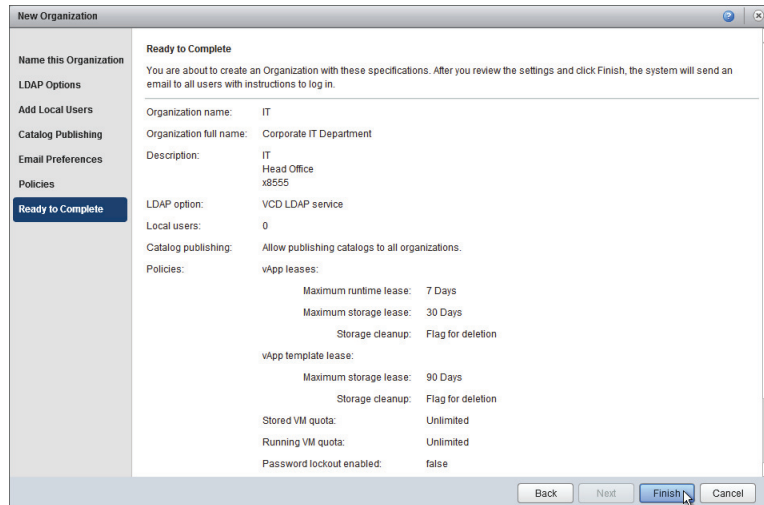 New Organization
Name this Organization
LDAP Options
Add Local Users
Catalog Publishing
Email Preferences
Policies
Ready to Complete
Ready to Complete
You are about to create an Organization with these specifications. After you review the settings and click Finish, the system will send an
email to all users with instructions to log in.
Organization name: IT
Organization full name: Corporate IT Department
Description: IT
Head Office
x8555
LDAP option: VCD LDAP service
Local users: 0
Catalog publishing: Allow publishing catalogs to all organizations.
Policies: vApp leases:
Maximum runtime lease: 7 Days
Maximum storage lease: 30 Days
Storage cleanup: Flag for deletion
vApp template lease:
Maximum storage lease: 90 Days
Storage cleanup: Flag for deletion
Stored VM quota: Unlimited
Running VM quota: Unlimited
Password lockout enabled: false
Back Next Finish Cancel